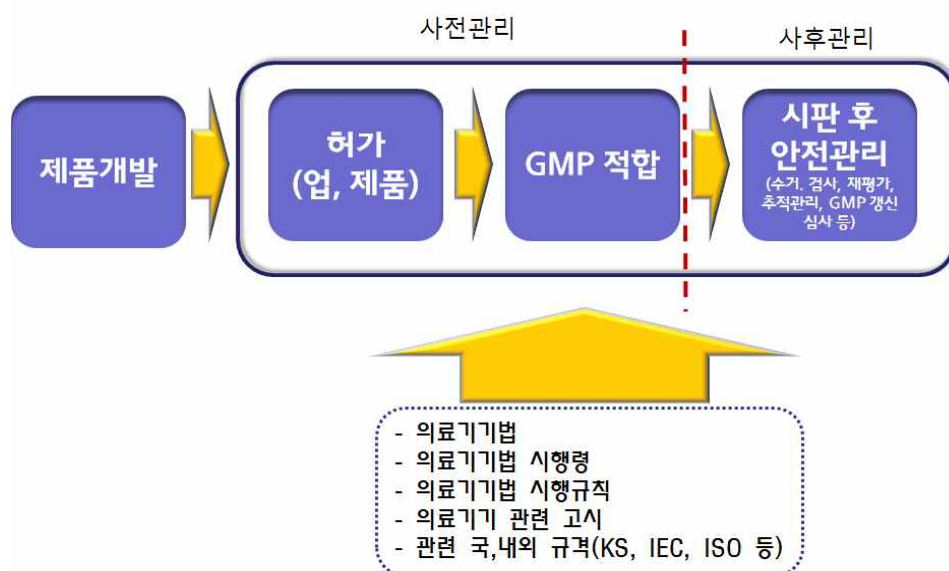 사전관리
사후관리
제품개발
허가
(업, 제품)
GMP 적합
시판 후
안전관리
(수거. 검사, 재평가,
추적관리, GMP 갱신
심사 등)
- 의료기기법
- 의료기기법 시행령
- 의료기기법 시행규칙
- 의료기기 관련 고시
- 관련 국,내외 규격(KS, IEC, ISO 등)